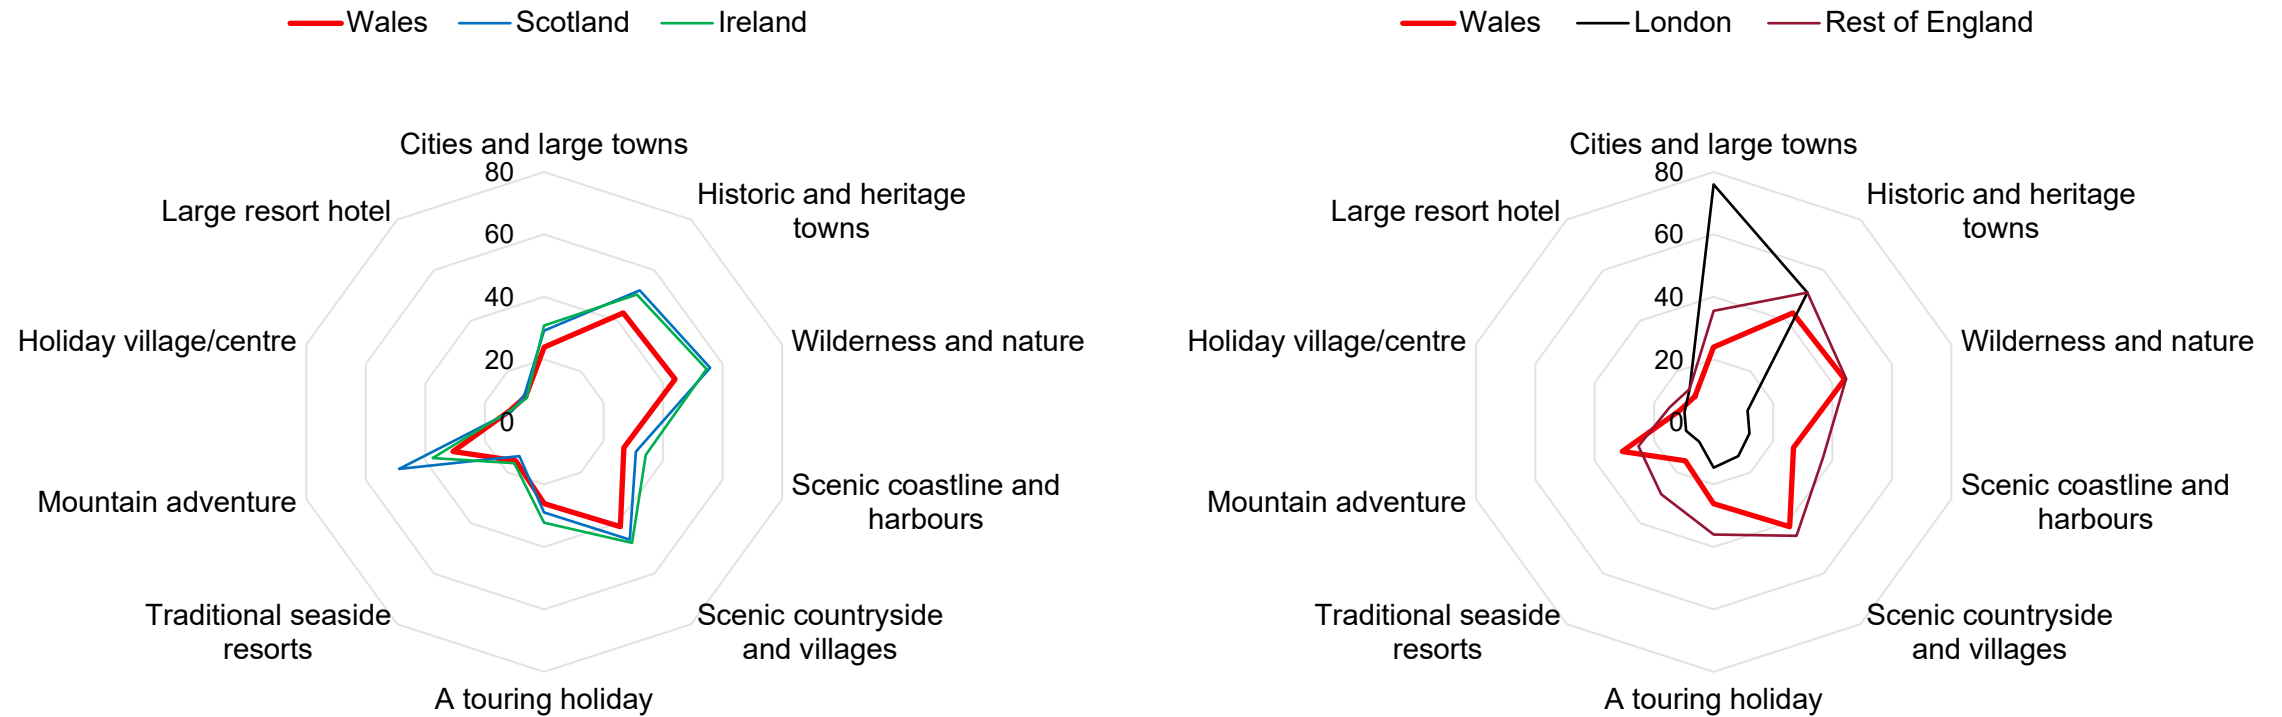 Wales Scotland Ireland
Cities and large towns
80
Historic and heritage
towns
Large resort hotel
60
40
Holiday village/centre
Wilderness and nature
20
0
Mountain adventure
Scenic coastline and
harbours
Traditional seaside
resorts
Scenic countryside
and villages
A touring holiday
Wales London Rest of England
Cities and large towns
80
Historic and heritage
towns
Large resort hotel
60
40
Holiday village/centre
Wilderness and nature
20
0
Mountain adventure
Scenic coastline and
harbours
Traditional seaside
resorts
Scenic countryside
and villages
A touring holiday